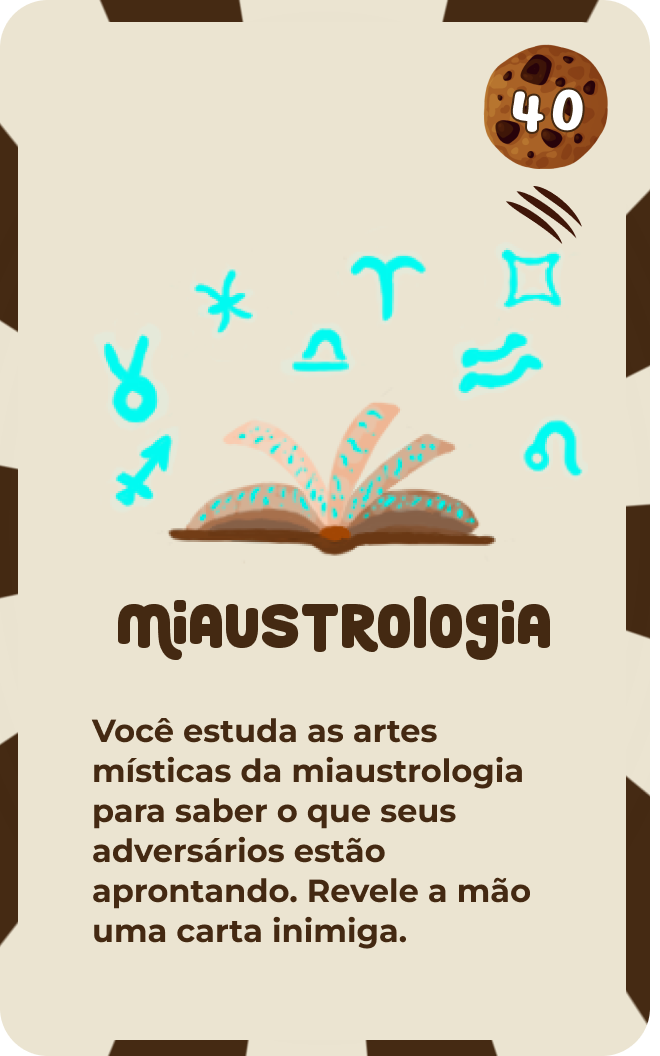 40
miAUSTRologiA
Você estuda as artes
místicas da miaustrologia
para saber o que seus
adversários estão
aprontando. Revele a mão
uma carta inimiga.